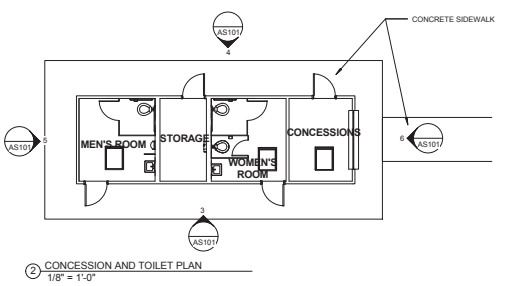 CONCRETE SIDEWALK
AS101
4
MEN'S ROOM
STORAGE
CONCESSIONS
WOMEN'S
ROOM
5
AS101
6
AS101
3
AS101
2
CONCESSION AND TOILET PLAN
1/8" = 1'-0"